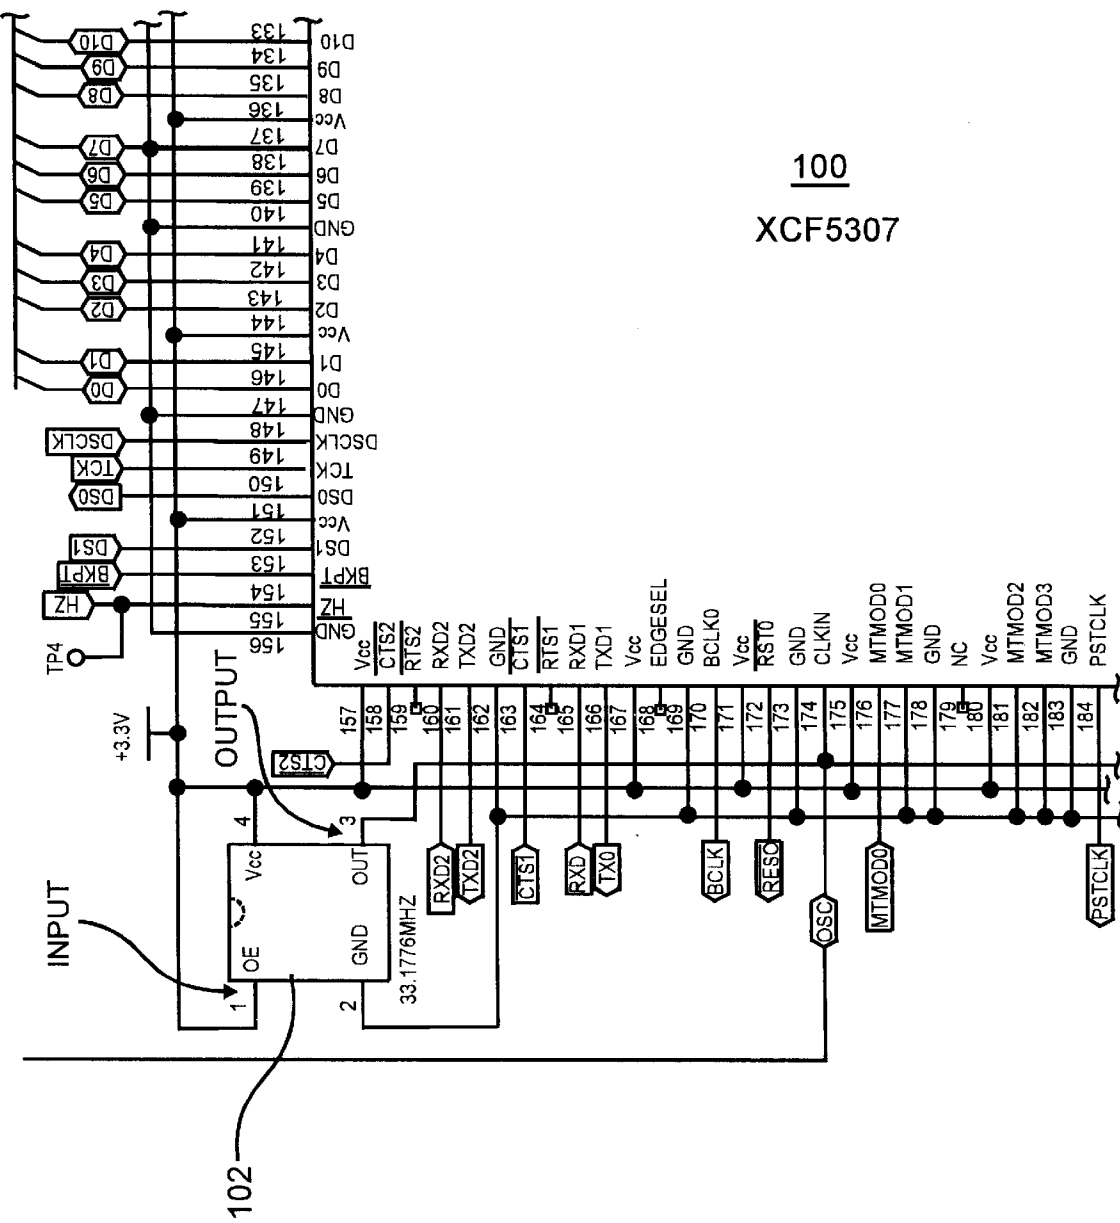 D10 133 D10
D9 134 D9
D8 135 D8
136 Vcc
D7 137 D7
D6 138 D6
D5 139 D5
140 GND
D4 141 D4
D3 142 D3
D2 143 D2
144 Vcc
D1 145 D1
D0 146 D0
147 GND
DSCLK 148 DSCLK
TCK 149 TCK
DS0 150 DS0
151 Vcc
DS1 152 DS1
BKPT 153 BKPT
HZ 154 HZ
155 GND
156
TP4
100
XCF5307
+3.3V
INPUT
OUTPUT
102
1 OE
2 GND
3 OUT
4 Vcc
33.1776MHZ
157 Vcc
CTS2 158 CTS2
159 RTS2
RXD2 160 RXD2
TXD2 161 TXD2
162 GND
CTS1 163 CTS1
164 RTS1
RXD 165 RXD1
TX0 166 TXD1
167 Vcc
168 EDGESEL
169 GND
BCLK 170 BCLK0
171 Vcc
RESO 172 RST0
173 GND
OSC 174 CLKIN
175 Vcc
MTMOD0 176 MTMOD0
177 MTMOD1
178 GND
179 NC
180 Vcc
181 MTMOD2
182 MTMOD3
183 GND
PSTCLK 184 PSTCLK